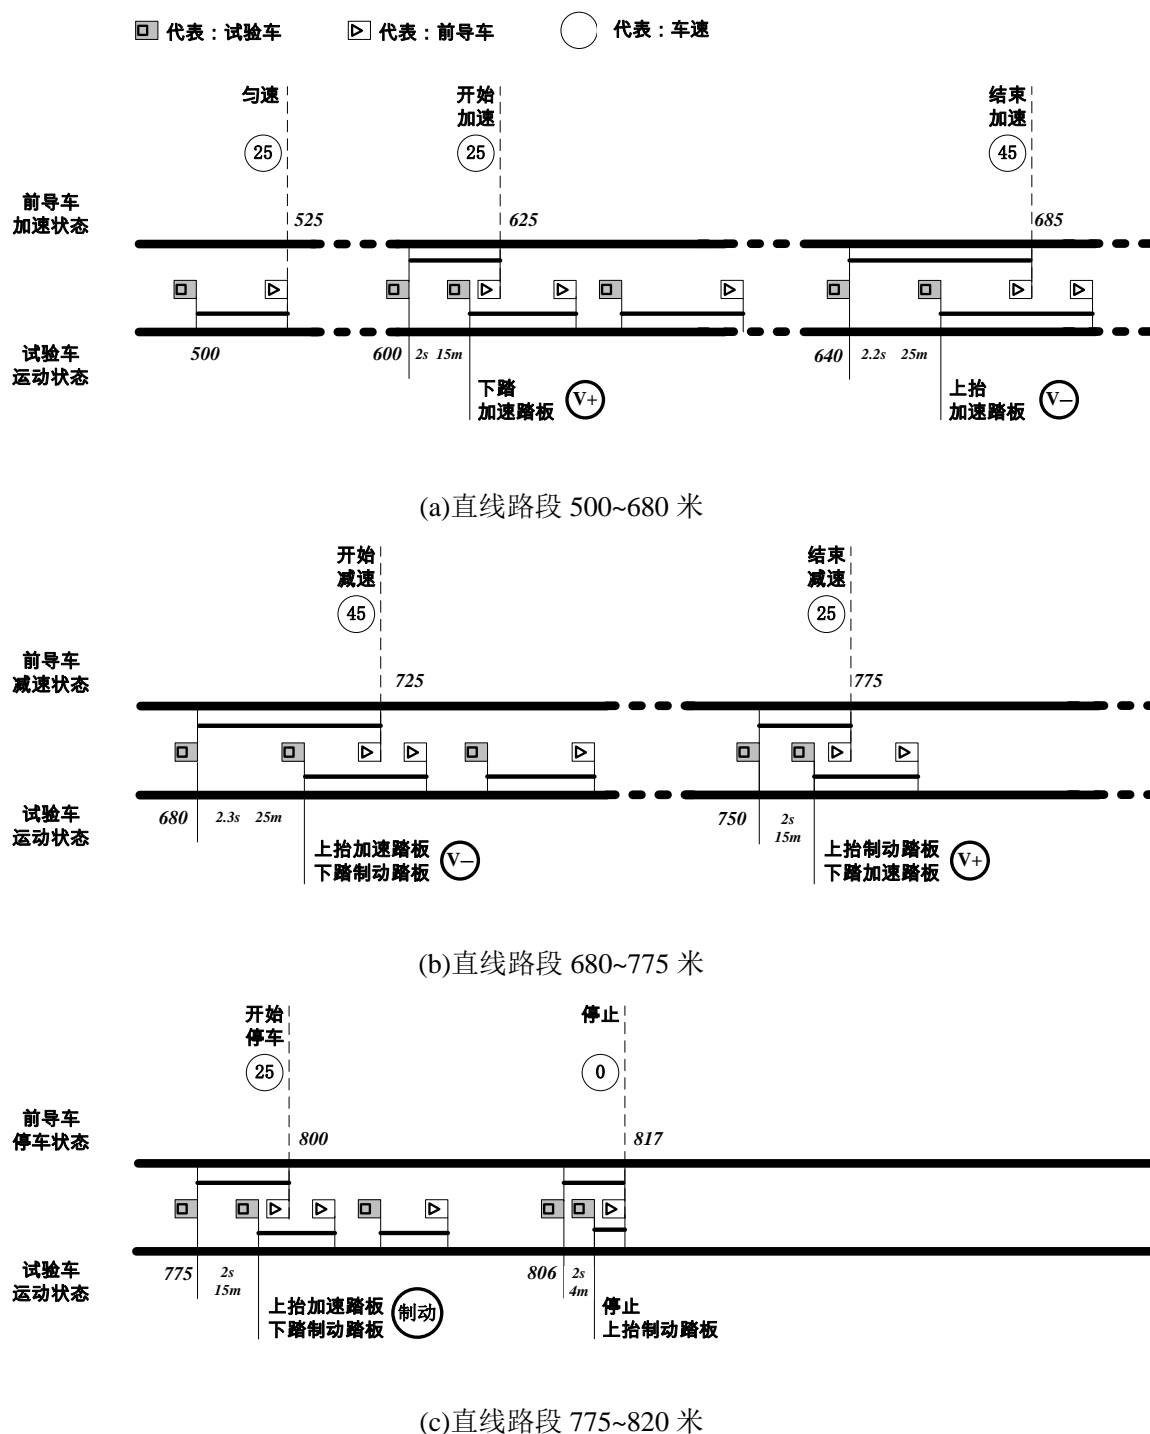 代表：试验车 代表：前导车 代表：车速
匀速 开始 结束
加速 加速
25 25 45
前导车
加速状态
525 625 685
试验车
运动状态
500 600 2s 15m 640 2.2s 25m
下踏
加速踏板 V+
上抬
加速踏板 V—
(a)直线路段 500~680 米
开始 结束
减速 减速
45 25
前导车
减速状态
725 775
试验车
运动状态
680 2.3s 25m 750 2s
15m
上抬加速踏板
下踏制动踏板 V—
上抬制动踏板
下踏加速踏板 V+
(b)直线路段 680~775 米
开始 停止
停车
25 0
前导车
停车状态
800 817
试验车
运动状态
775 2s 806 2s
15m 4m
上抬加速踏板
下踏制动踏板 制动
停止
上抬制动踏板
(c)直线路段 775~820 米